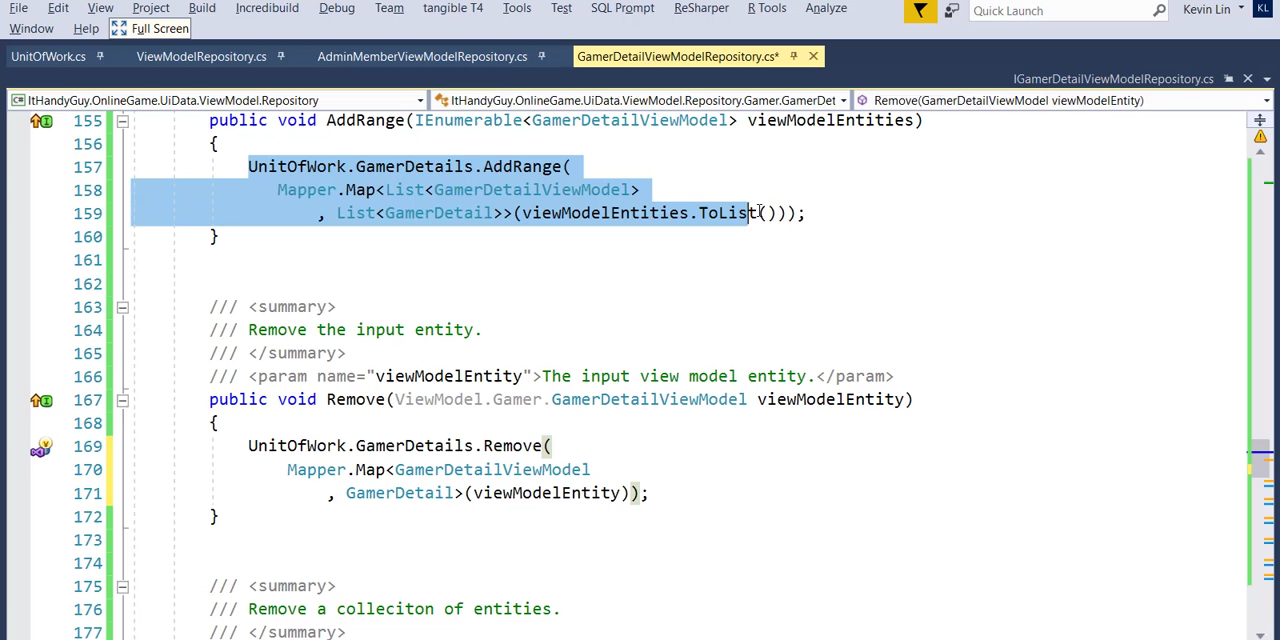 File Edit View Project Build Incredibuild Debug Team tangible T4 Tools Test SQL Prompt ReSharper R Tools Analyze Quick Launch Kevin Lin KL
Window Help Full Screen
UnitOfWork.cs ViewModelRepository.cs AdminMemberViewModelRepository.cs GamerDetailViewModelRepository.cs*
IGamerDetailViewModelRepository.cs
ItHandyGuy.OnlineGame.UiData.ViewModel.Repository ItHandyGuy.OnlineGame.UiData.ViewModel.Repository.Gamer.GamerDet Remove(GamerDetailViewModel viewModelEntity)
155 public void AddRange(IEnumerable<GamerDetailViewModel> viewModelEntities)
156 {
157 UnitOfWork.GamerDetails.AddRange(
158 Mapper.Map<List<GamerDetailViewModel>
159 , List<GamerDetail>>(viewModelEntities.ToList()));
160 }
161
162
163 /// <summary>
164 /// Remove the input entity.
165 /// </summary>
166 /// <param name="viewModelEntity">The input view model entity.</param>
167 public void Remove(ViewModel.Gamer.GamerDetailViewModel viewModelEntity)
168 {
169 UnitOfWork.GamerDetails.Remove(
170 Mapper.Map<GamerDetailViewModel
171 , GamerDetail>(viewModelEntity));
172 }
173
174
175 /// <summary>
176 /// Remove a colleciton of entities.
177 /// </summary>